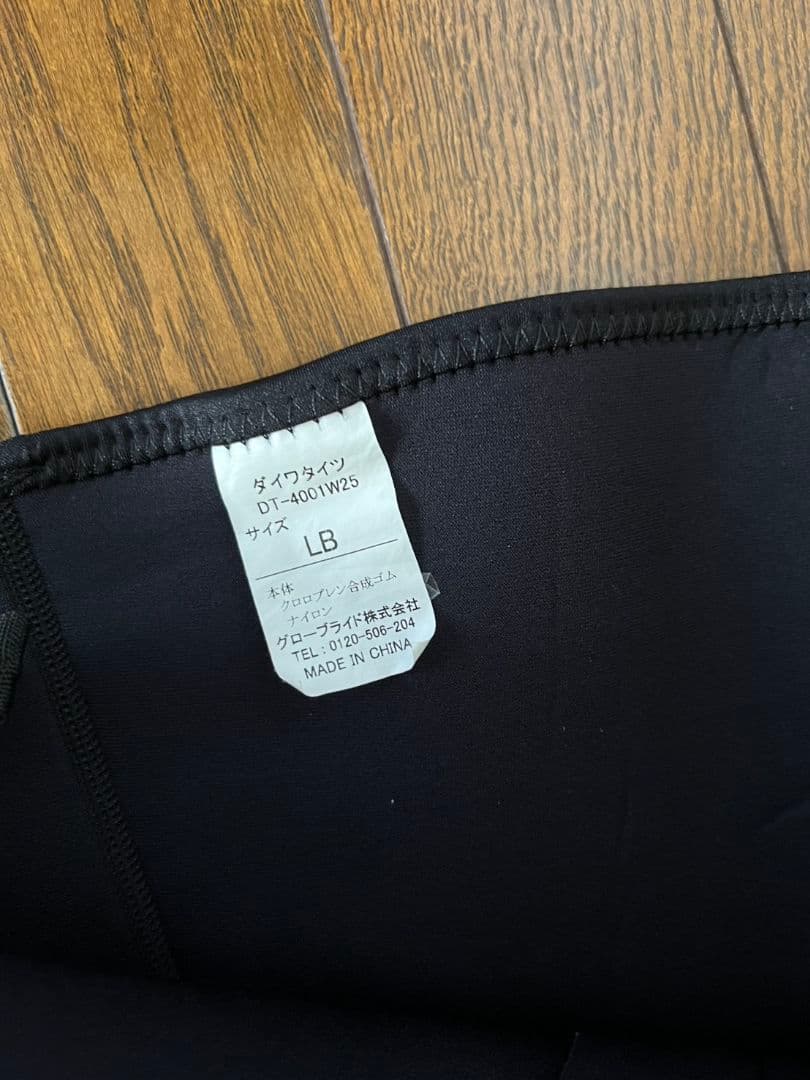 ダイワタイツ
DT-4001W25
サイズ
LB
本体
クロロプレン合成ゴム
ナイロン
グローブライド株式会社
TEL:0120-506-204
MADE IN CHINA